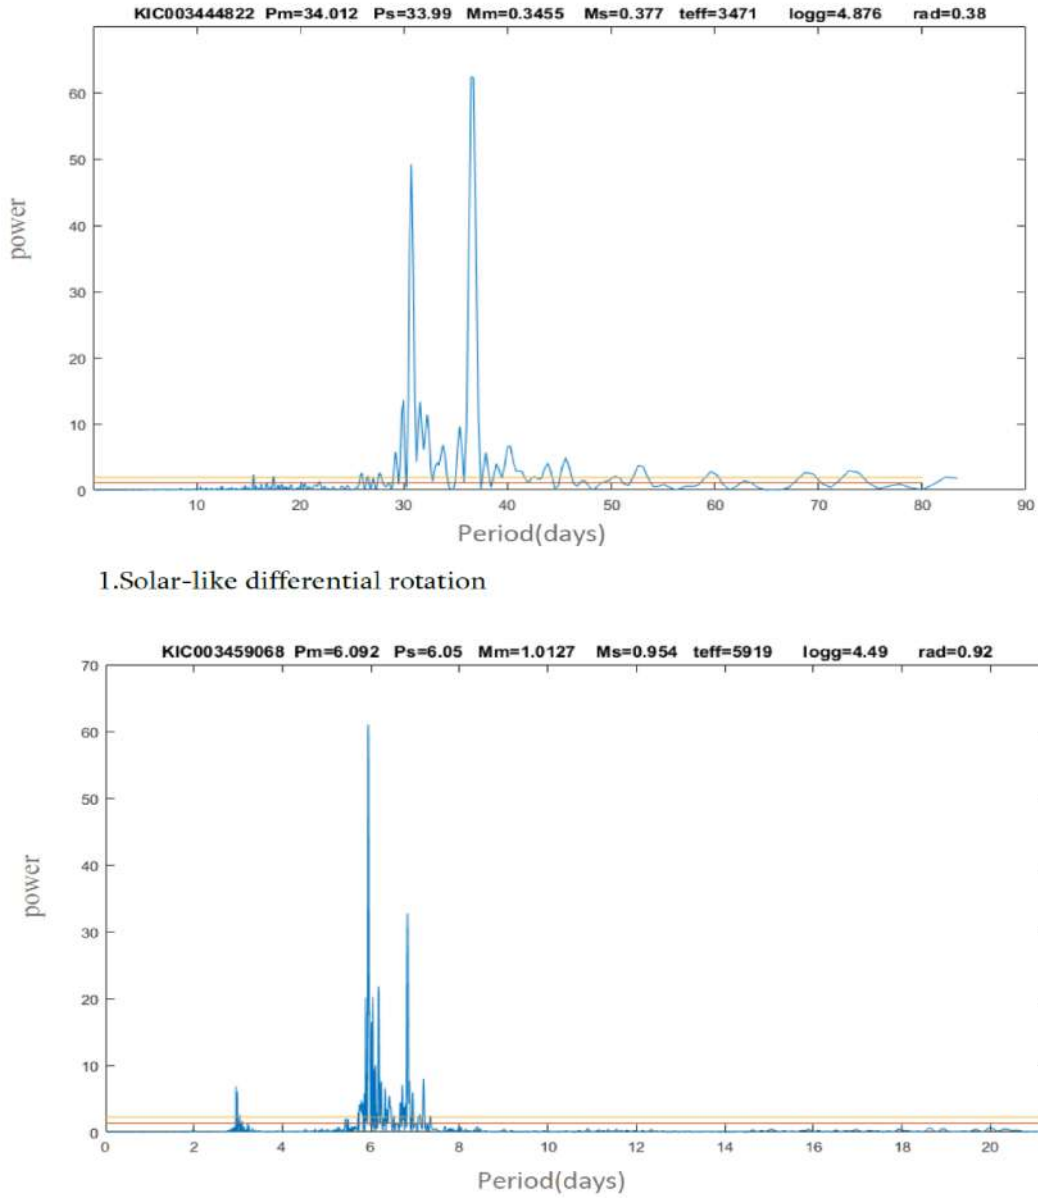 KIC003444822 Pm=34.012 Ps=33.99 Mm=0.3455 Ms=0.377 teff=3471 logg=4.876 rad=0.38
60
50
40
30
20
10
0
power
10 20 30 40 50 60 70 80 90
Period(days)
1.Solar-like differential rotation
KIC003459068 Pm=6.092 Ps=6.05 Mm=1.0127 Ms=0.954 teff=5919 logg=4.49 rad=0.92
70
60
50
40
30
20
10
0
power
0 2 4 6 8 10 12 14 16 18 20
Period(days)